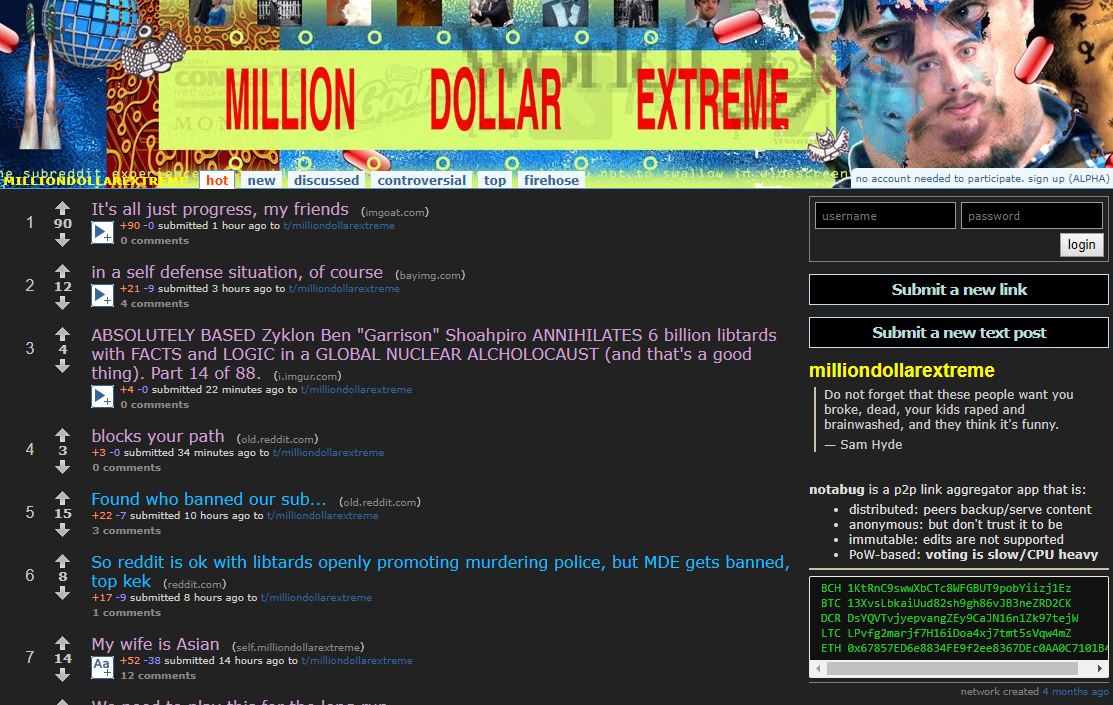 MILLION DOLLAR EXTREME
MILLIONDOLLAREXTREME
hot new discussed controversial top firehose
no account needed to participate. sign up (ALPHA)
1
90
It's all just progress, my friends (imgoat.com)
+90 -0 submitted 1 hour ago to t/milliondollarextreme
0 comments
2
12
in a self defense situation, of course (bayimg.com)
+21 -9 submitted 3 hours ago to t/milliondollarextreme
4 comments
3
4
ABSOLUTELY BASED Zyklon Ben "Garrison" Shoahpiro ANNIHILATES 6 billion libtards
with FACTS and LOGIC in a GLOBAL NUCLEAR ALCHOLOCAUST (and that's a good
thing). Part 14 of 88. (i.imgur.com)
+4 -0 submitted 22 minutes ago to t/milliondollarextreme
0 comments
4
3
blocks your path (old.reddit.com)
+3 -0 submitted 34 minutes ago to t/milliondollarextreme
0 comments
5
15
Found who banned our sub... (old.reddit.com)
+22 -7 submitted 10 hours ago to t/milliondollarextreme
3 comments
6
8
So reddit is ok with libtards openly promoting murdering police, but MDE gets banned,
top kek (reddit.com)
+17 -9 submitted 8 hours ago to t/milliondollarextreme
1 comments
7
14
My wife is Asian (self.milliondollarextreme)
Aa
+52 -38 submitted 14 hours ago to t/milliondollarextreme
12 comments
We need to play this for the long run
username password
login
Submit a new link
Submit a new text post
milliondollarextreme
Do not forget that these people want you
broke, dead, your kids raped and
brainwashed, and they think it's funny.
— Sam Hyde
notabug is a p2p link aggregator app that is:
• distributed: peers backup/serve content
• anonymous: but don't trust it to be
• immutable: edits are not supported
• PoW-based: voting is slow/CPU heavy
BCH 1KtRnC9swwXbCTc8WFGBUT9pobYiizj1Ez
BTC 13XvsLbkaiUud82sh9gh86vJB3neZRD2CK
DCR DsYQVTvjyepvangZEy9CaJN16n1Zk97tejW
LTC LPvfg2marjf7H16iDoa4xj7tmt5sVqw4mZ
ETH 0x67857ED6e8834FE9f2ee8367DEc0AA0C7101B4
network created 4 months ago